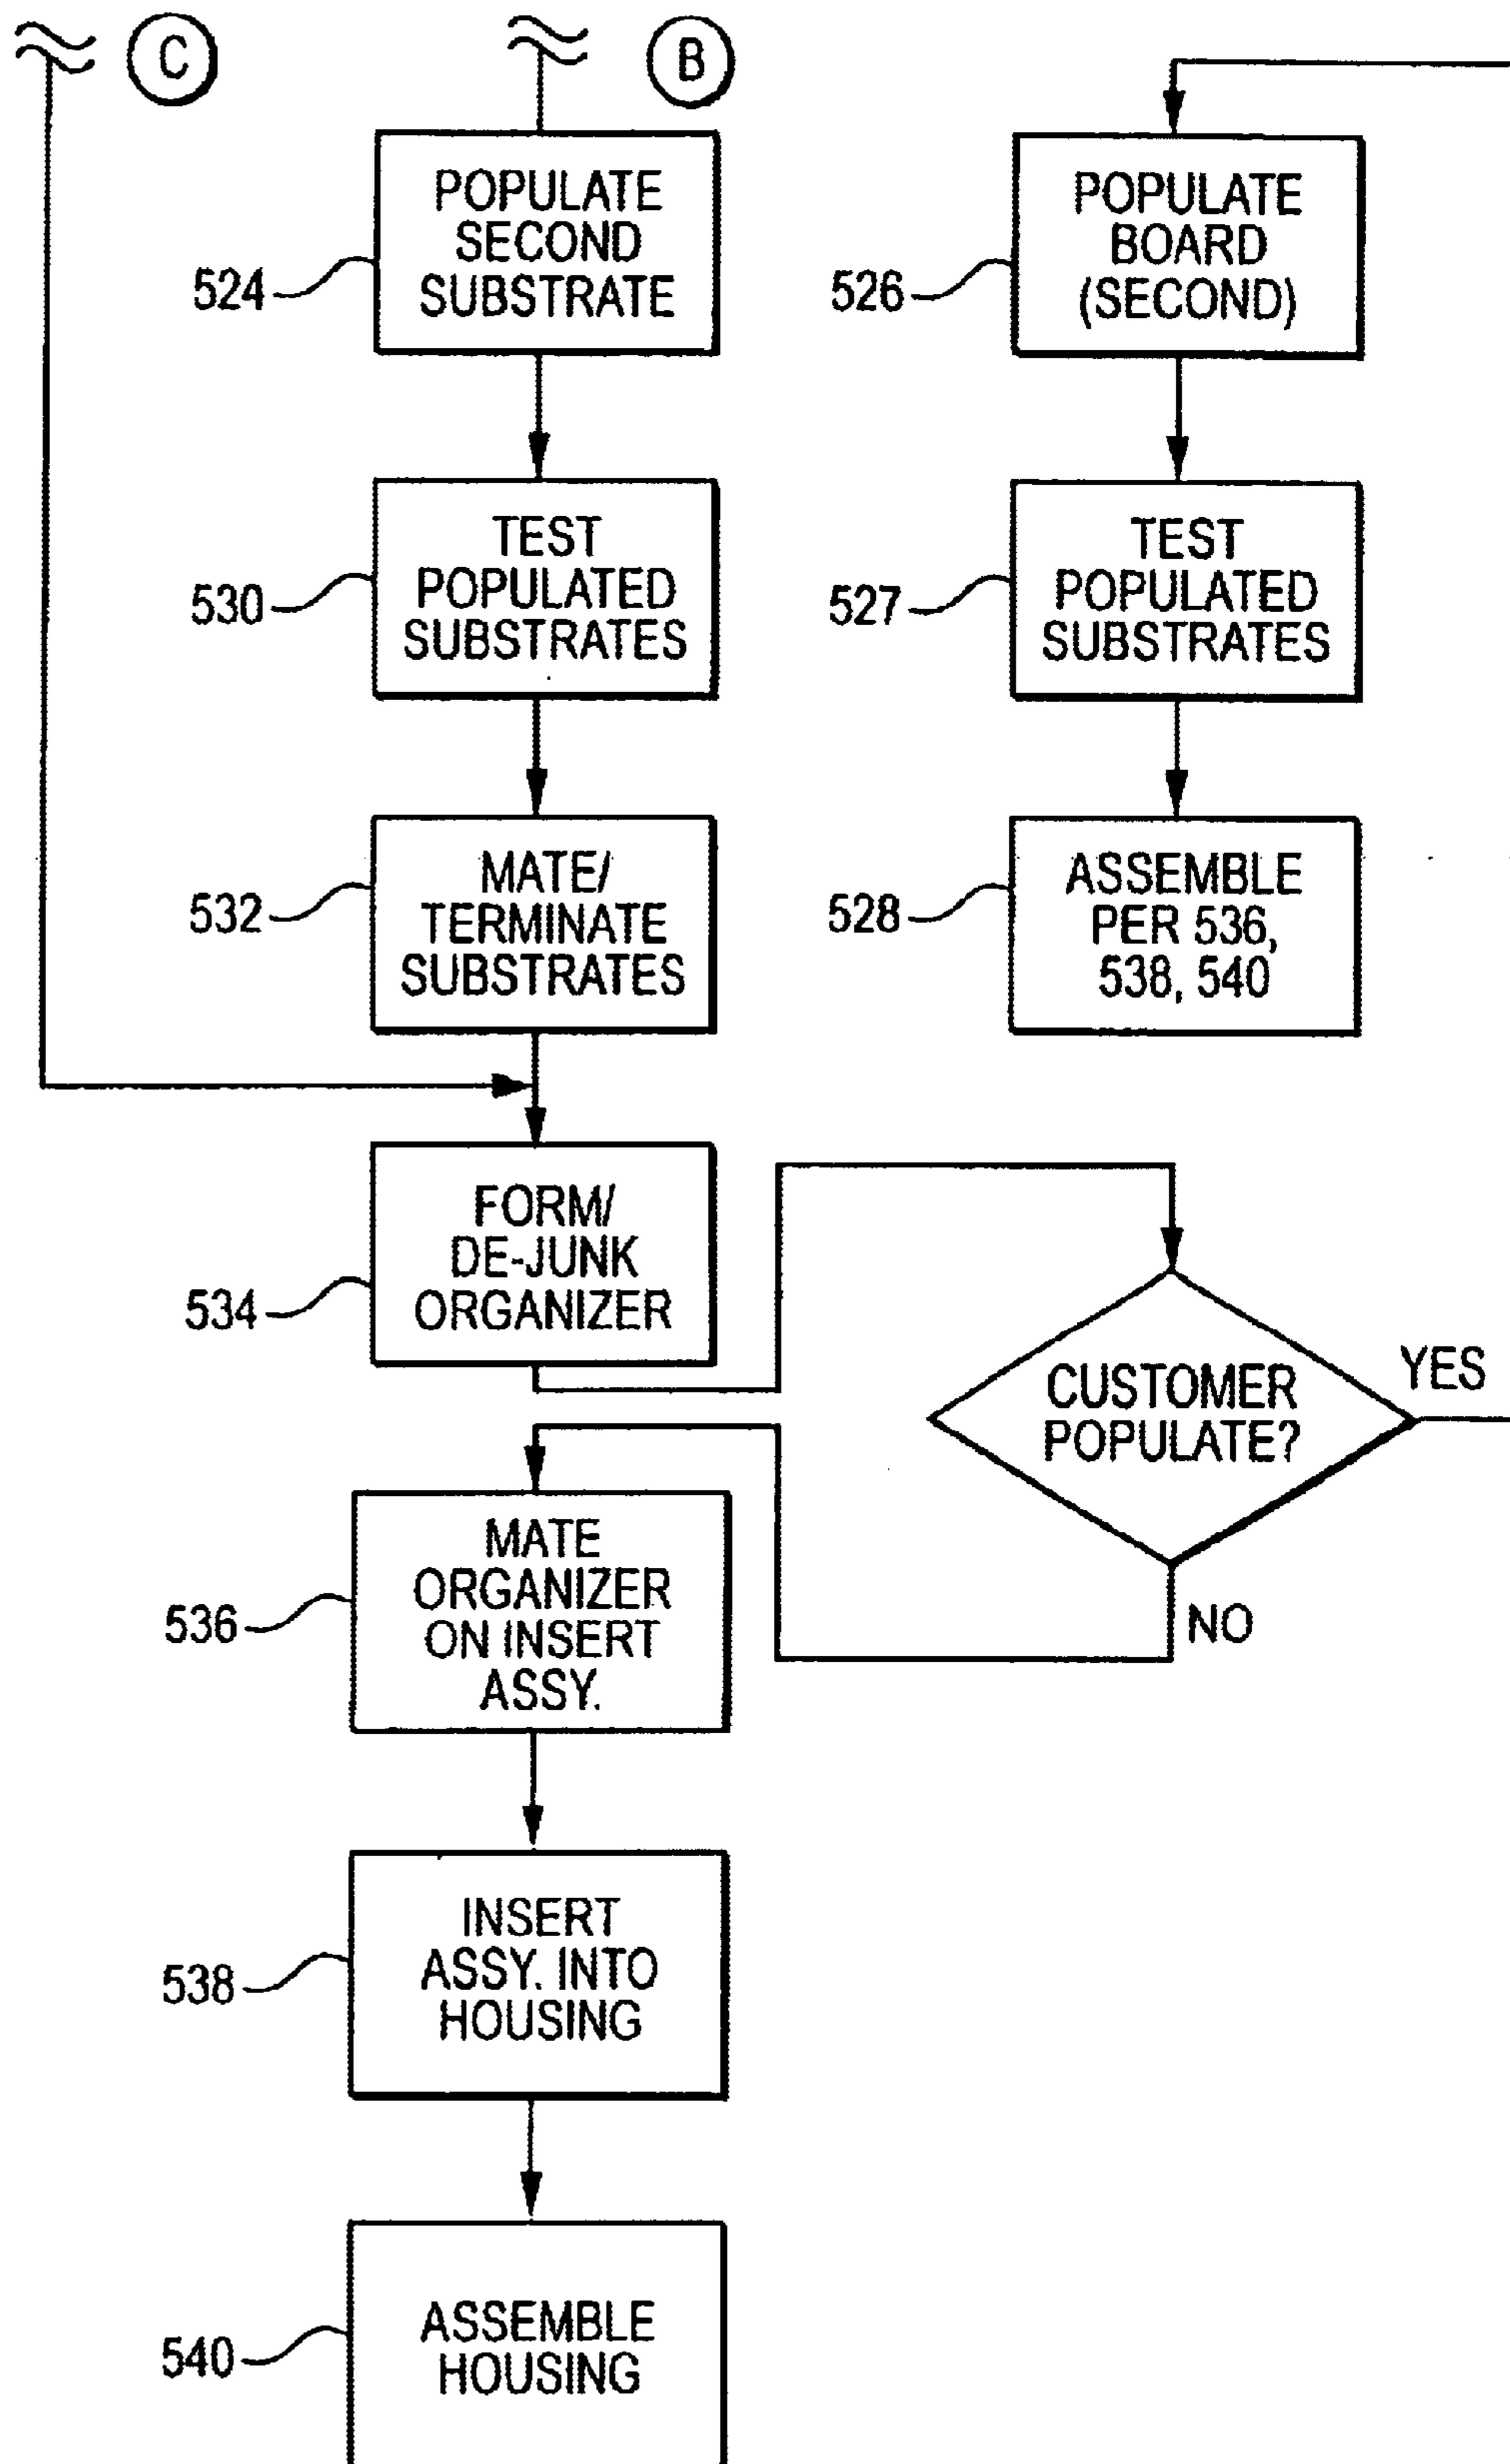 C
B
POPULATE
SECOND
SUBSTRATE
524
POPULATE
BOARD
(SECOND)
526
TEST
POPULATED
SUBSTRATES
530
TEST
POPULATED
SUBSTRATES
527
MATE/
TERMINATE
SUBSTRATES
532
ASSEMBLE
PER 536,
538, 540
528
FORM/
DE-JUNK
ORGANIZER
534
CUSTOMER
POPULATE?
YES
NO
MATE
ORGANIZER
ON INSERT
ASSY.
536
INSERT
ASSY. INTO
HOUSING
538
ASSEMBLE
HOUSING
540